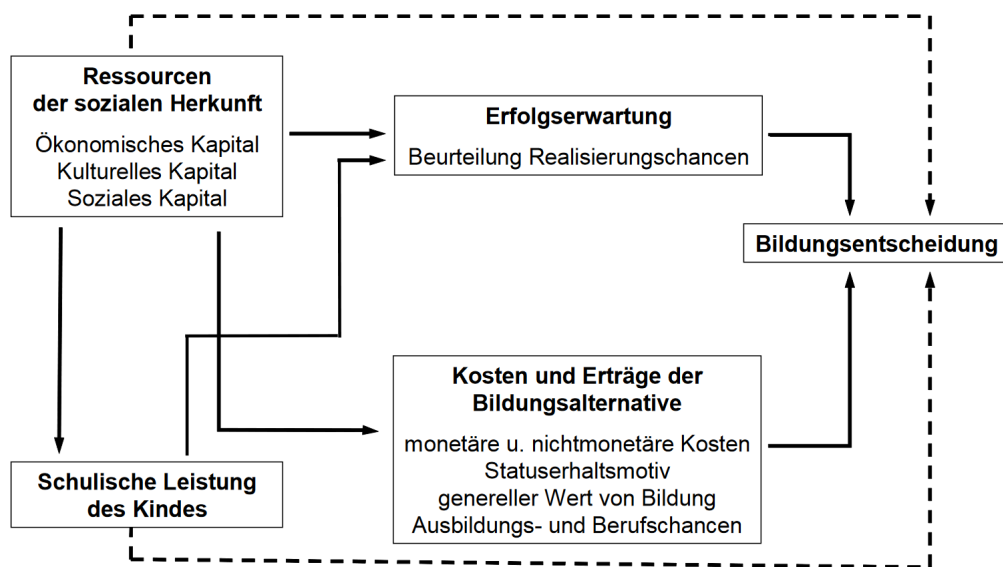 Ressourcen
der sozialen Herkunft
Ökonomisches Kapital
Kulturelles Kapital
Soziales Kapital
Erfolgserwartung
Beurteilung Realisierungschancen
Bildungsentscheidung
Kosten und Erträge der
Bildungsalternative
monetäre u. nichtmonetäre Kosten
Statuserhaltsmotiv
genereller Wert von Bildung
Ausbildungs- und Berufschancen
Schulische Leistung
des Kindes